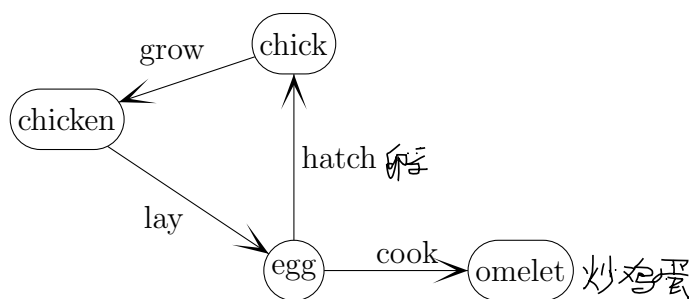 chick
grow
chicken
hatch 孵
lay
cook
egg
omelet 炒鸡蛋